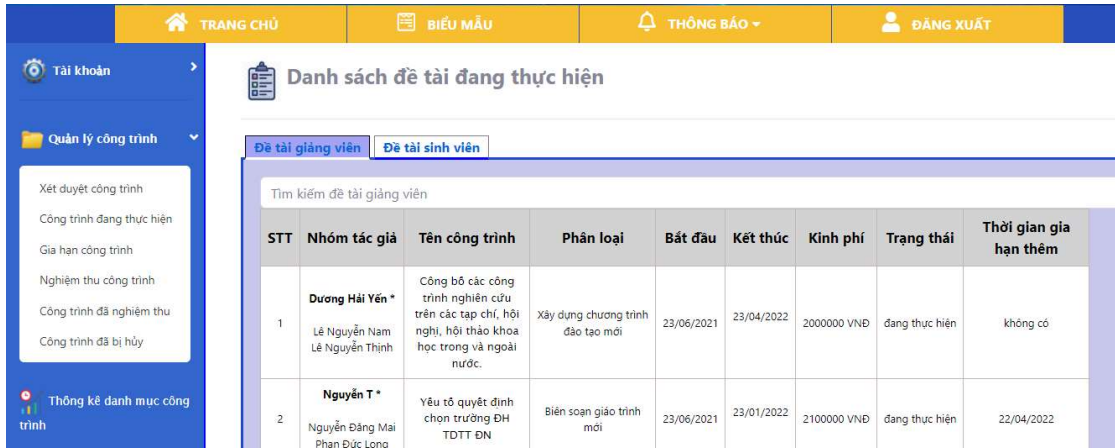 TRANG CHỦ BIỂU MẪU THÔNG BÁO ĐĂNG XUẤT
Tài khoản
Quản lý công trình
Xét duyệt công trình
Công trình đang thực hiện
Gia hạn công trình
Nghiệm thu công trình
Công trình đã nghiệm thu
Công trình đã bị hủy
Thống kê danh mục công
trình
Danh sách đề tài đang thực hiện
Đề tài giảng viên Đề tài sinh viên
Tìm kiếm đề tài giảng viên
STT Nhóm tác giả Tên công trình Phân loại Bắt đầu Kết thúc Kinh phí Trạng thái Thời gian gia
hạn thêm
1
Dương Hải Yến *
Lê Nguyễn Nam
Lê Nguyễn Thịnh
Công bố các công
trình nghiên cứu
trên các tạp chí, hội
nghị, hội thảo khoa
học trong và ngoài
nước.
Xây dựng chương trình
đào tạo mới
23/06/2021
23/04/2022
2000000 VNĐ
đang thực hiện
không có
2
Nguyễn T *
Nguyễn Đăng Mai
Phan Đức Long
Yêu tố quyết định
chọn trường ĐH
TDTT ĐN
Biên soạn giáo trình
mới
23/06/2021
23/01/2022
2100000 VNĐ
đang thực hiện
22/04/2022